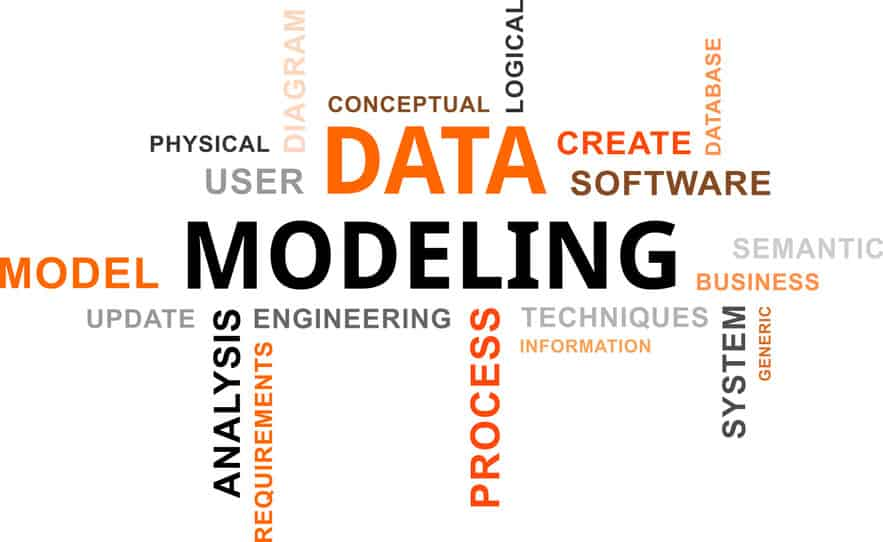 LOGICAL
DIAGRAM
DATABASE
CONCEPTUAL
PHYSICAL
DATA
CREATE
USER
SOFTWARE
MODELING
SEMANTIC
MODEL
BUSINESS
UPDATE
ANALYSIS
ENGINEERING
PROCESS
TECHNIQUES
SYSTEM
GENERIC
INFORMATION
REQUIREMENTS